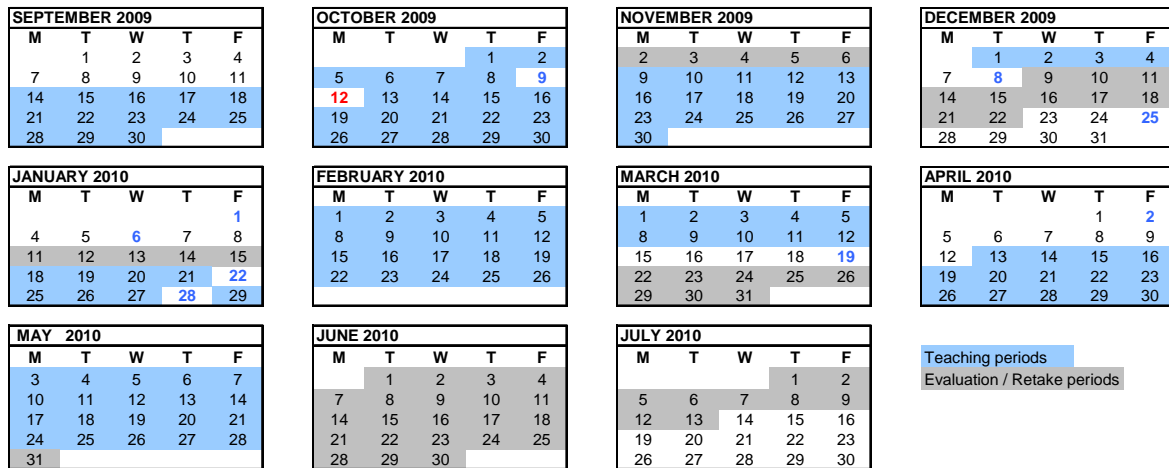 SEPTEMBER 2009
M T W T F
1 2 3 4
7 8 9 10 11
14 15 16 17 18
21 22 23 24 25
28 29 30
OCTOBER 2009
M T W T F
1 2
5 6 7 8 9
12 13 14 15 16
19 20 21 22 23
26 27 28 29 30
NOVEMBER 2009
M T W T F
2 3 4 5 6
9 10 11 12 13
16 17 18 19 20
23 24 25 26 27
30
DECEMBER 2009
M T W T F
1 2 3 4
7 8 9 10 11
14 15 16 17 18
21 22 23 24 25
28 29 30 31
JANUARY 2010
M T W T F
1
4 5 6 7 8
11 12 13 14 15
18 19 20 21 22
25 26 27 28 29
FEBRUARY 2010
M T W T F
1 2 3 4 5
8 9 10 11 12
15 16 17 18 19
22 23 24 25 26
MARCH 2010
M T W T F
1 2 3 4 5
8 9 10 11 12
15 16 17 18 19
22 23 24 25 26
29 30 31
APRIL 2010
M T W T F
1 2
5 6 7 8 9
12 13 14 15 16
19 20 21 22 23
26 27 28 29 30
MAY 2010
M T W T F
3 4 5 6 7
10 11 12 13 14
17 18 19 20 21
24 25 26 27 28
31
JUNE 2010
M T W T F
1 2 3 4
7 8 9 10 11
14 15 16 17 18
21 22 23 24 25
28 29 30
JULY 2010
M T W T F
1 2
5 6 7 8 9
12 13 14 15 16
19 20 21 22 23
26 27 28 29 30
Teaching periods
Evaluation / Retake periods